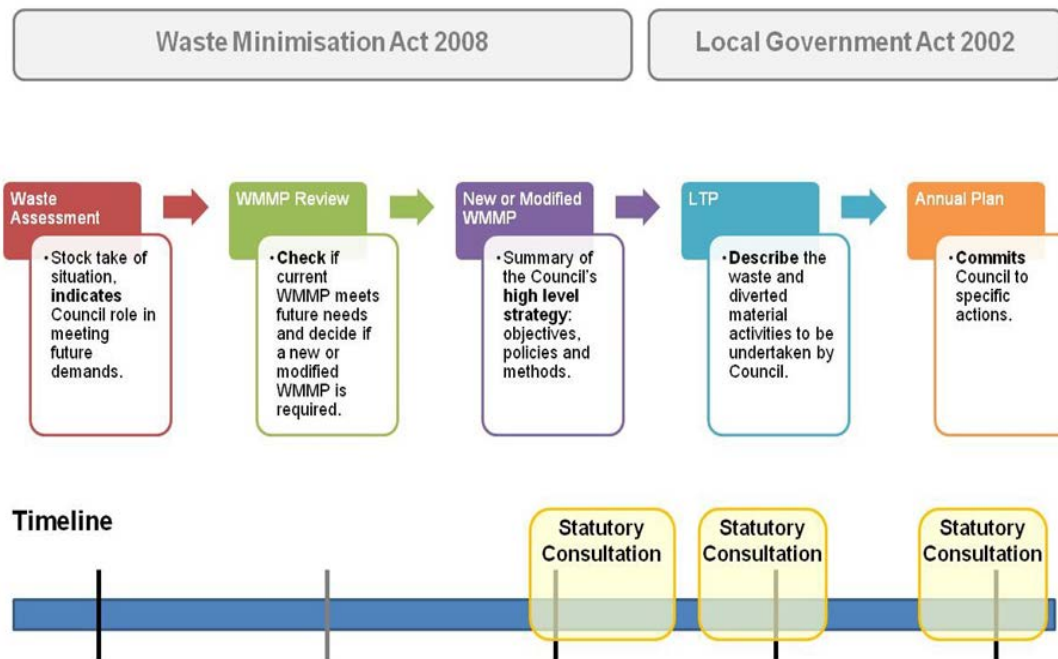 Waste Minimisation Act 2008
Local Government Act 2002
Waste
Assessment
·Stock take of
situation,
indicates
Council role in
meeting
future
demands.
WMMP Review
·Check if
current
WMMP meets
future needs
and decide if
a new or
modified
WMMP is
required.
New or Modified
WMMP
·Summary of
the Council's
high level
strategy:
objectives,
policies and
methods.
LTP
·Describe the
waste and
diverted
material
activities to be
undertaken by
Council.
Annual Plan
·Commits
Council to
specific
actions.
Timeline
Statutory
Consultation
Statutory
Consultation
Statutory
Consultation